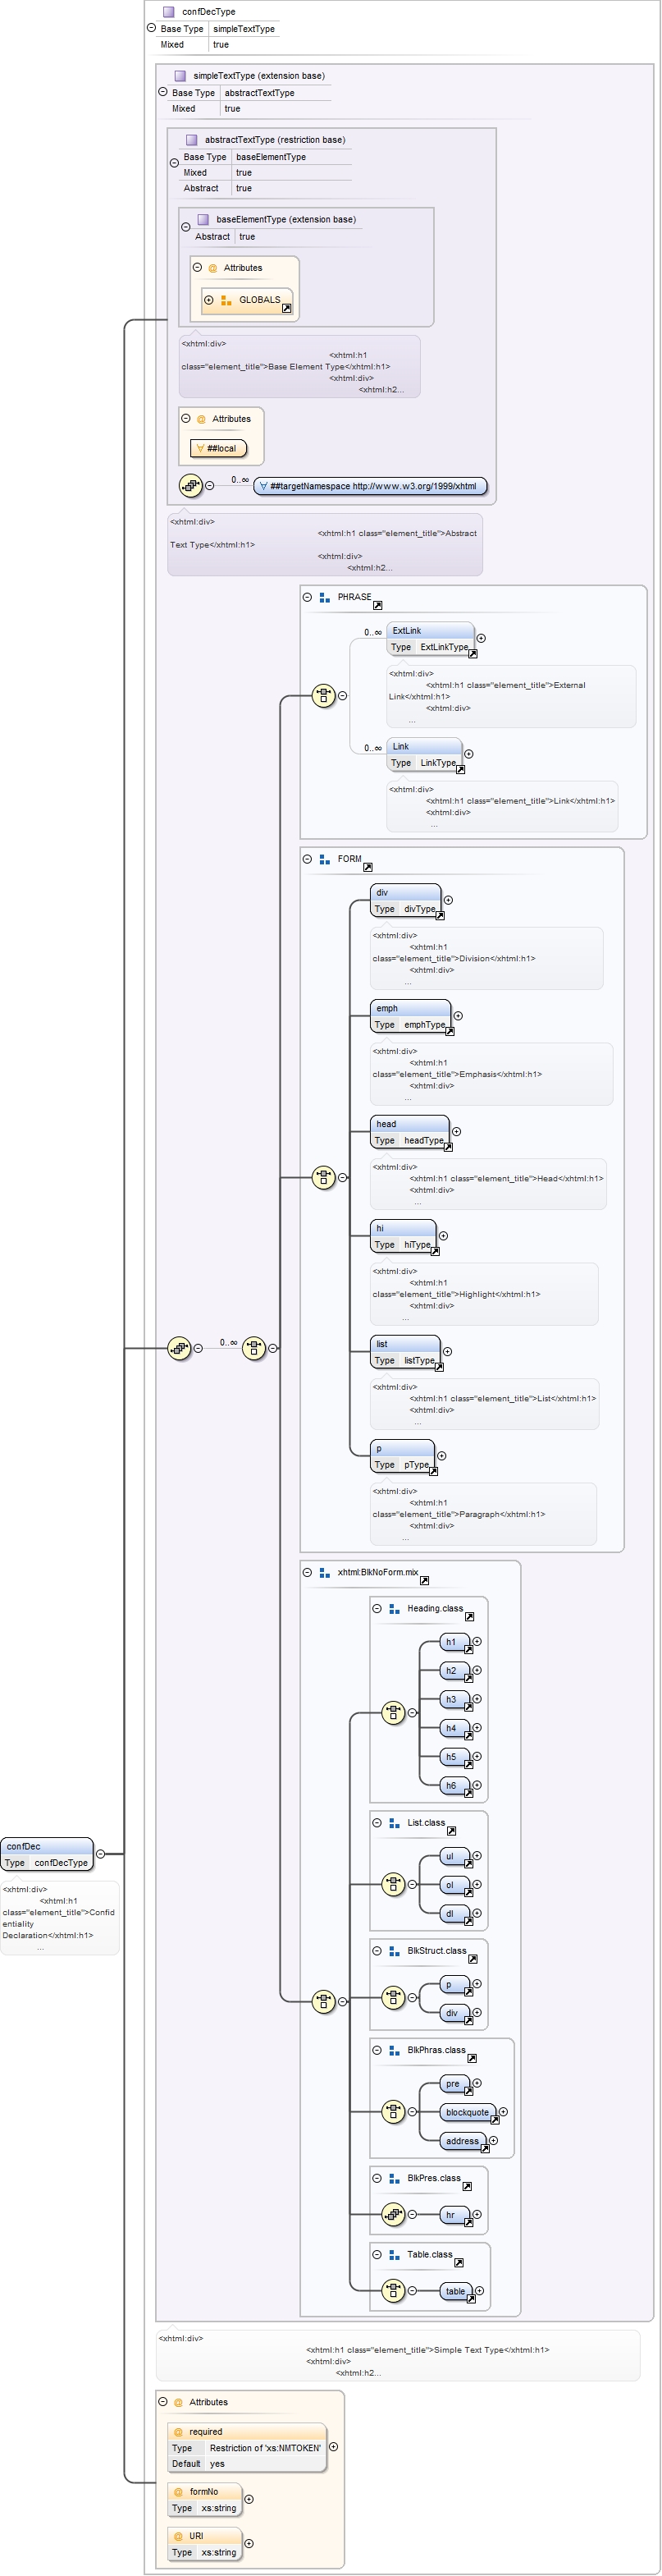 confDecType
Base Type simpleTextType
Mixed true
simpleTextType (extension base)
Base Type abstractTextType
Mixed true
abstractTextType (restriction base)
Base Type baseElementType
Mixed true
Abstract true
baseElementType (extension base)
Abstract true
@ Attributes
GLOBALS
<xhtml:div>
<xhtml:h1
class="element_title">Base Element Type</xhtml:h1>
<xhtml:div>
<xhtml:h2...
@ Attributes
##local
0..∞ ##targetNamespace http://www.w3.org/1999/xhtml
<xhtml:div>
<xhtml:h1 class="element_title">Abstract
Text Type</xhtml:h1>
<xhtml:div>
<xhtml:h2...
PHRASE
0..∞ ExtLink
Type ExtLinkType
<xhtml:div>
<xhtml:h1 class="element_title">External
Link</xhtml:h1>
<xhtml:div>
...
0..∞ Link
Type LinkType
<xhtml:div>
<xhtml:h1 class="element_title">Link</xhtml:h1>
<xhtml:div>
...
FORM
div
Type divType
<xhtml:div>
<xhtml:h1
class="element_title">Division</xhtml:h1>
<xhtml:div>
...
emph
Type emphType
<xhtml:div>
<xhtml:h1
class="element_title">Emphasis</xhtml:h1>
<xhtml:div>
...
head
Type headType
<xhtml:div>
<xhtml:h1 class="element_title">Head</xhtml:h1>
<xhtml:div>
...
hi
Type hiType
<xhtml:div>
<xhtml:h1
class="element_title">Highlight</xhtml:h1>
<xhtml:div>
...
0..∞
list
Type listType
<xhtml:div>
<xhtml:h1 class="element_title">List</xhtml:h1>
<xhtml:div>
...
p
Type pType
<xhtml:div>
<xhtml:h1
class="element_title">Paragraph</xhtml:h1>
<xhtml:div>
...
xhtml:BlkNoForm.mix
Heading.class
h1
h2
h3
h4
h5
h6
List.class
ul
ol
dl
confDec
Type confDecType
<xhtml:div>
<xhtml:h1
class="element_title">Confid
entiality
Declaration</xhtml:h1>
...
BlkStruct.class
p
div
BlkPhras.class
pre
blockquote
address
BlkPres.class
hr
Table.class
table
<xhtml:div>
<xhtml:h1 class="element_title">Simple Text Type</xhtml:h1>
<xhtml:div>
<xhtml:h2...
@ Attributes
@ required
Type Restriction of 'xs:NMTOKEN'
Default yes
@ formNo
Type xs:string
@ URI
Type xs:string